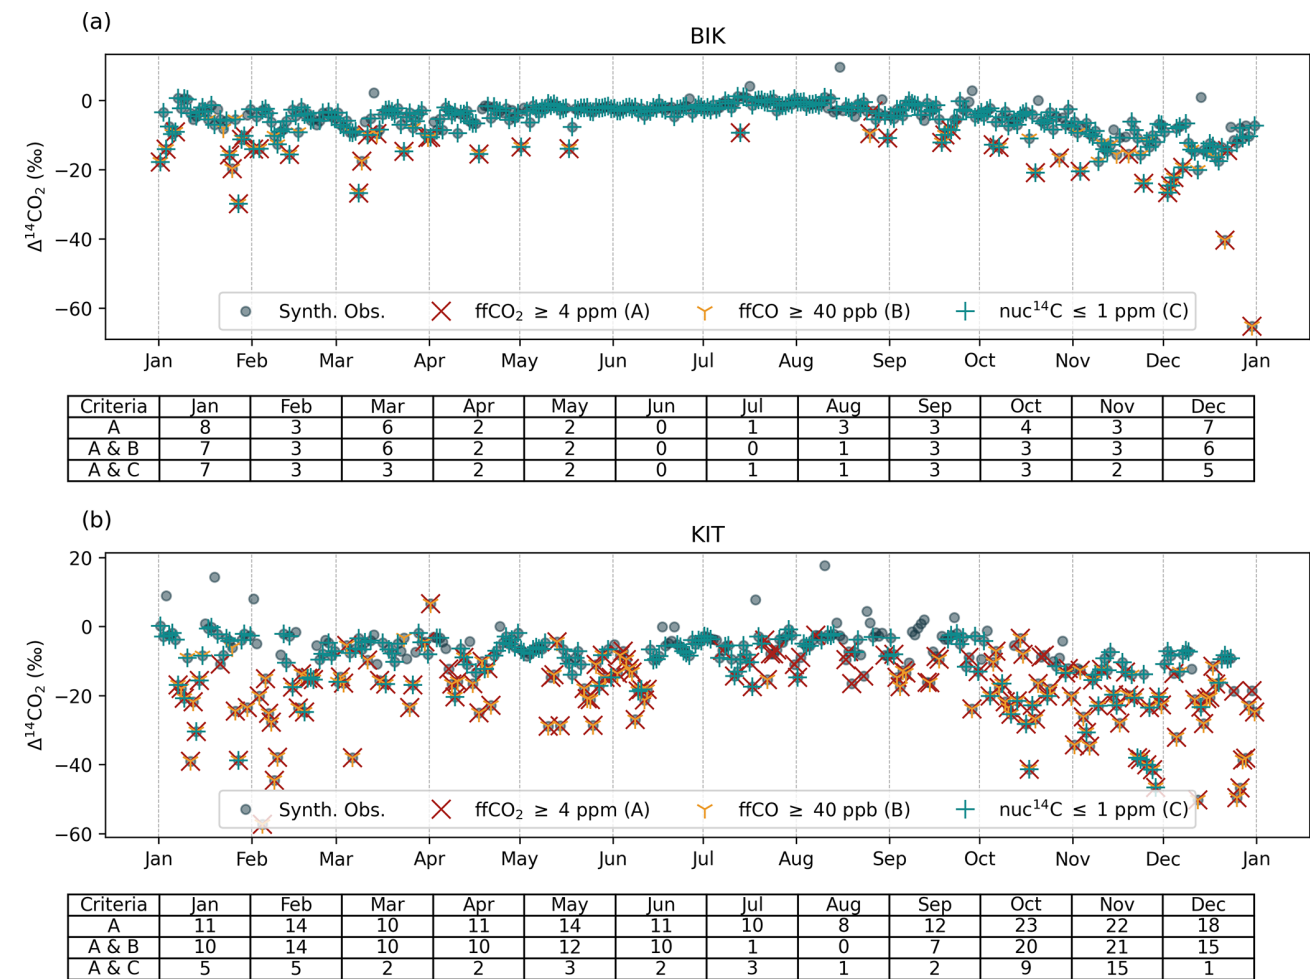 (a)
BIK
0
−20
−40
−60
Δ¹⁴CO₂ (‰)
Synth. Obs. ffCO₂ ≥ 4 ppm (A) ffCO ≥ 40 ppb (B) nuc¹⁴C ≤ 1 ppm (C)
Jan Feb Mar Apr May Jun Jul Aug Sep Oct Nov Dec Jan
Criteria Jan Feb Mar Apr May Jun Jul Aug Sep Oct Nov Dec
A 8 3 6 2 2 0 1 3 3 4 3 7
A & B 7 3 6 2 2 0 0 1 3 3 3 6
A & C 7 3 3 2 2 0 1 1 3 3 2 5
(b)
KIT
20
0
−20
−40
−60
Δ¹⁴CO₂ (‰)
Synth. Obs. ffCO₂ ≥ 4 ppm (A) ffCO ≥ 40 ppb (B) nuc¹⁴C ≤ 1 ppm (C)
Jan Feb Mar Apr May Jun Jul Aug Sep Oct Nov Dec Jan
Criteria Jan Feb Mar Apr May Jun Jul Aug Sep Oct Nov Dec
A 11 14 10 11 14 11 10 8 12 23 22 18
A & B 10 14 10 10 12 10 1 0 7 20 21 15
A & C 5 5 2 2 3 2 3 1 2 9 15 1